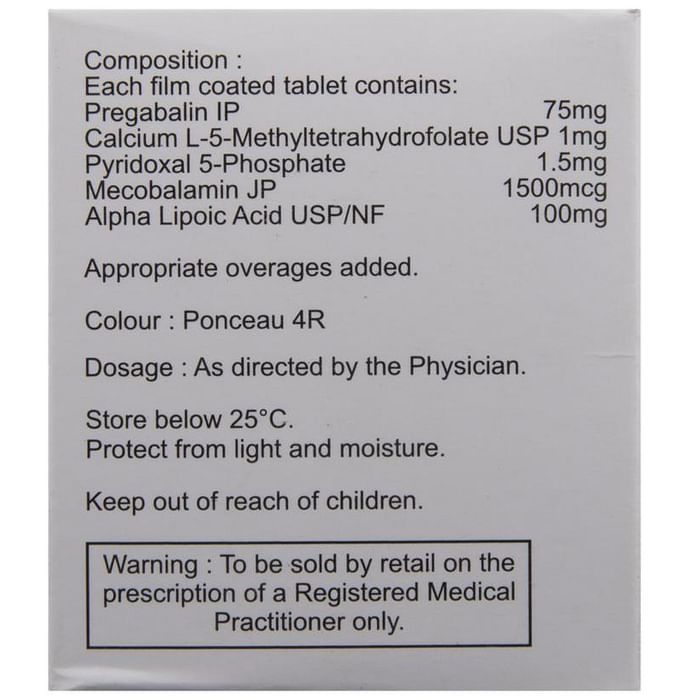 Composition :
Each film coated tablet contains:
Pregabalin IP 75mg
Calcium L-5-Methyltetrahydrofolate USP 1mg
Pyridoxal 5-Phosphate 1.5mg
Mecobalamin JP 1500mcg
Alpha Lipoic Acid USP/NF 100mg
Appropriate overages added.
Colour : Ponceau 4R
Dosage : As directed by the Physician.
Store below 25°C.
Protect from light and moisture.
Keep out of reach of children.
Warning : To be sold by retail on the
prescription of a Registered Medical
Practitioner only.